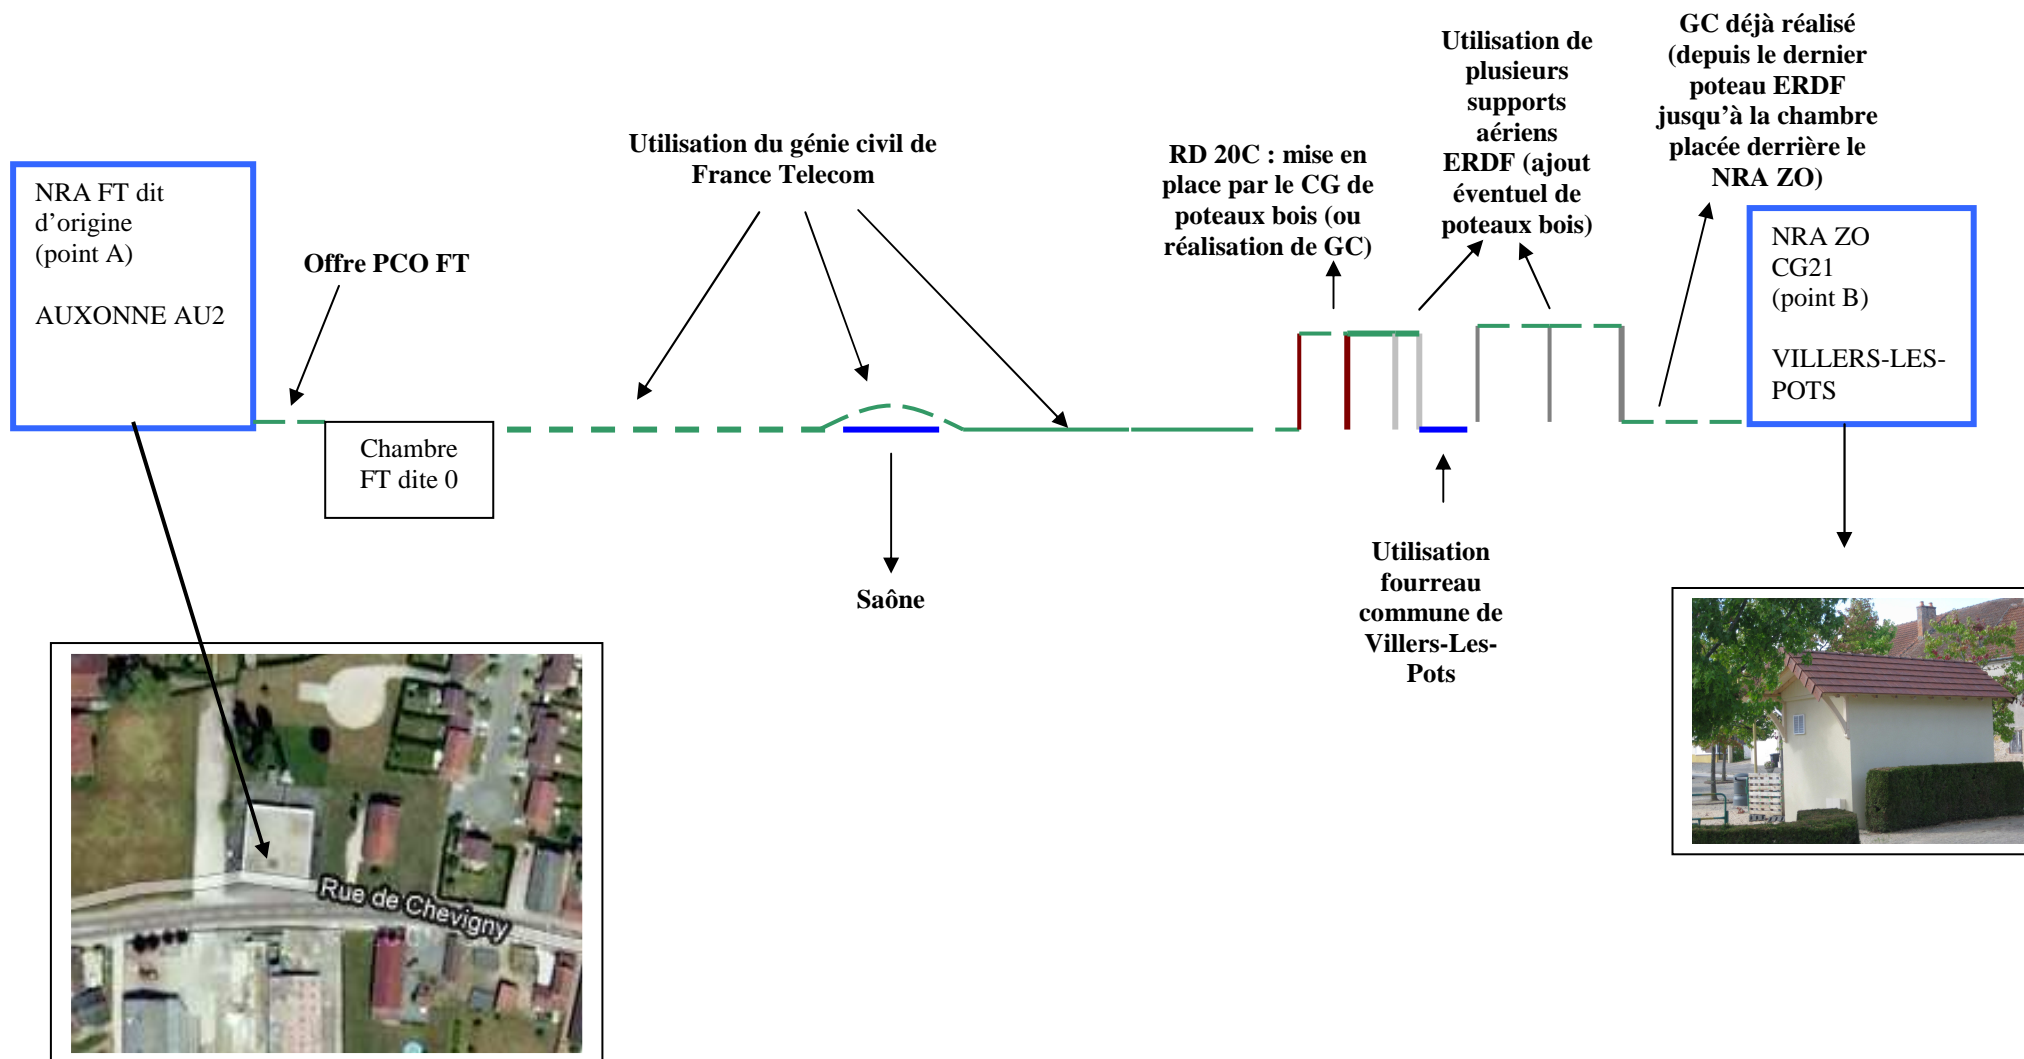 NRA FT dit
d’origine
(point A)
AUXONNE AU2
Offre PCO FT
Chambre
FT dite 0
Utilisation du génie civil de
France Telecom
Saône
RD 20C : mise en
place par le CG de
poteaux bois (ou
réalisation de GC)
Utilisation de
plusieurs
supports
aériens
ERDF (ajout
éventuel de
poteaux bois)
GC déjà réalisé
(depuis le dernier
poteau ERDF
jusqu’à la chambre
placée derrière le
NRA ZO)
NRA ZO
CG21
(point B)
VILLERS-LES-
POTS
Utilisation
fourreau
commune de
Villers-Les-
Pots
Rue de Chevigny